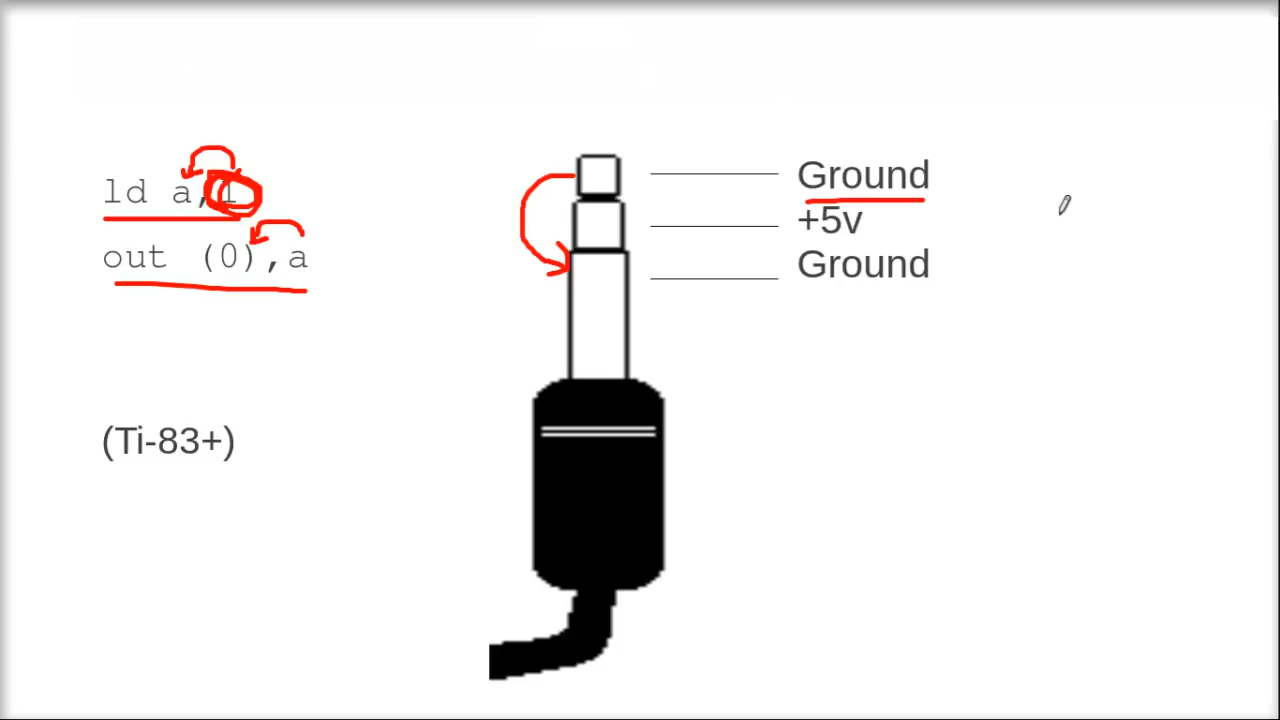 ld a,1
out (0),a
(Ti-83+)
Ground
+5v
Ground